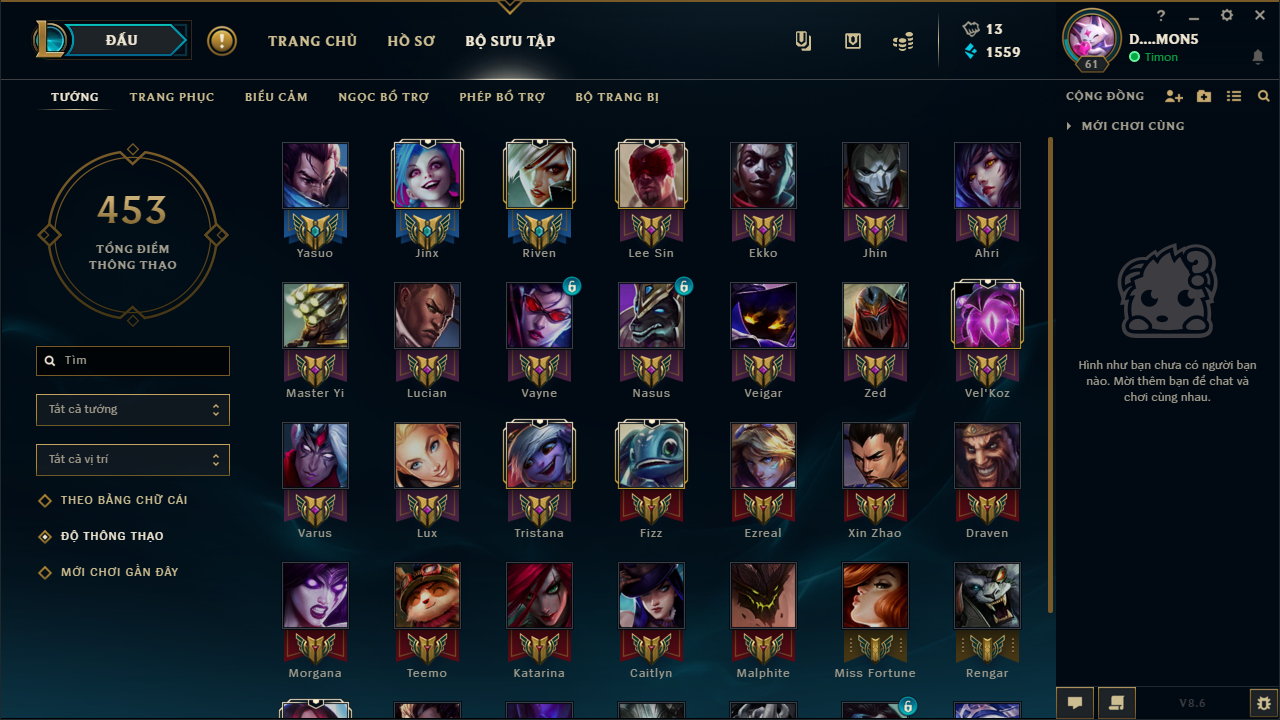 ĐẤU
TRANG CHỦ
HỒ SƠ
BỘ SƯU TẬP
13
1559
61
D....MON5
Timon
TƯỚNG
TRANG PHỤC
BIỂU CẢM
NGỌC BỔ TRỢ
PHÉP BỔ TRỢ
BỘ TRANG BỊ
CỘNG ĐỒNG
MỚI CHƠI CÙNG
453
TỔNG ĐIỂM
THÔNG THẠO
Tìm
Tất cả tướng
Tất cả vị trí
THEO BẢNG CHỮ CÁI
ĐỘ THÔNG THẠO
MỚI CHƠI GẦN ĐÂY
Yasuo
Jinx
Riven
Lee Sin
Ekko
Jhin
Ahri
6
6
Master Yi
Lucian
Vayne
Nasus
Veigar
Zed
Vel'Koz
Varus
Lux
Tristana
Fizz
Ezreal
Xin Zhao
Draven
Morgana
Teemo
Katarina
Caitlyn
Malphite
Miss Fortune
Rengar
6
Hình như bạn chưa có người bạn
nào. Mời thêm bạn để chat và
chơi cùng nhau.
V8.6